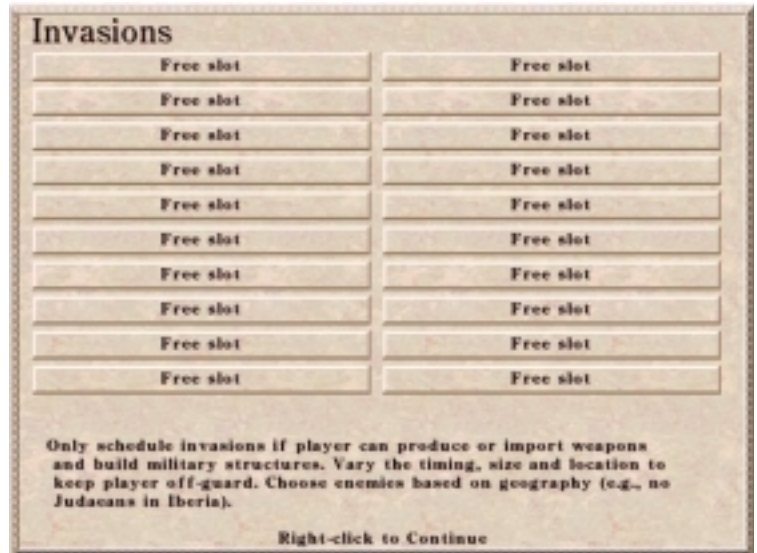 Invasions
Free slot Free slot
Free slot Free slot
Free slot Free slot
Free slot Free slot
Free slot Free slot
Free slot Free slot
Free slot Free slot
Free slot Free slot
Free slot Free slot
Free slot Free slot
Only schedule invasions if player can produce or import weapons
and build military structures. Vary the timing, size and location to
keep player off-guard. Choose enemies based on geography (e.g., no
Judaeans in Iberia).
Right-click to Continue